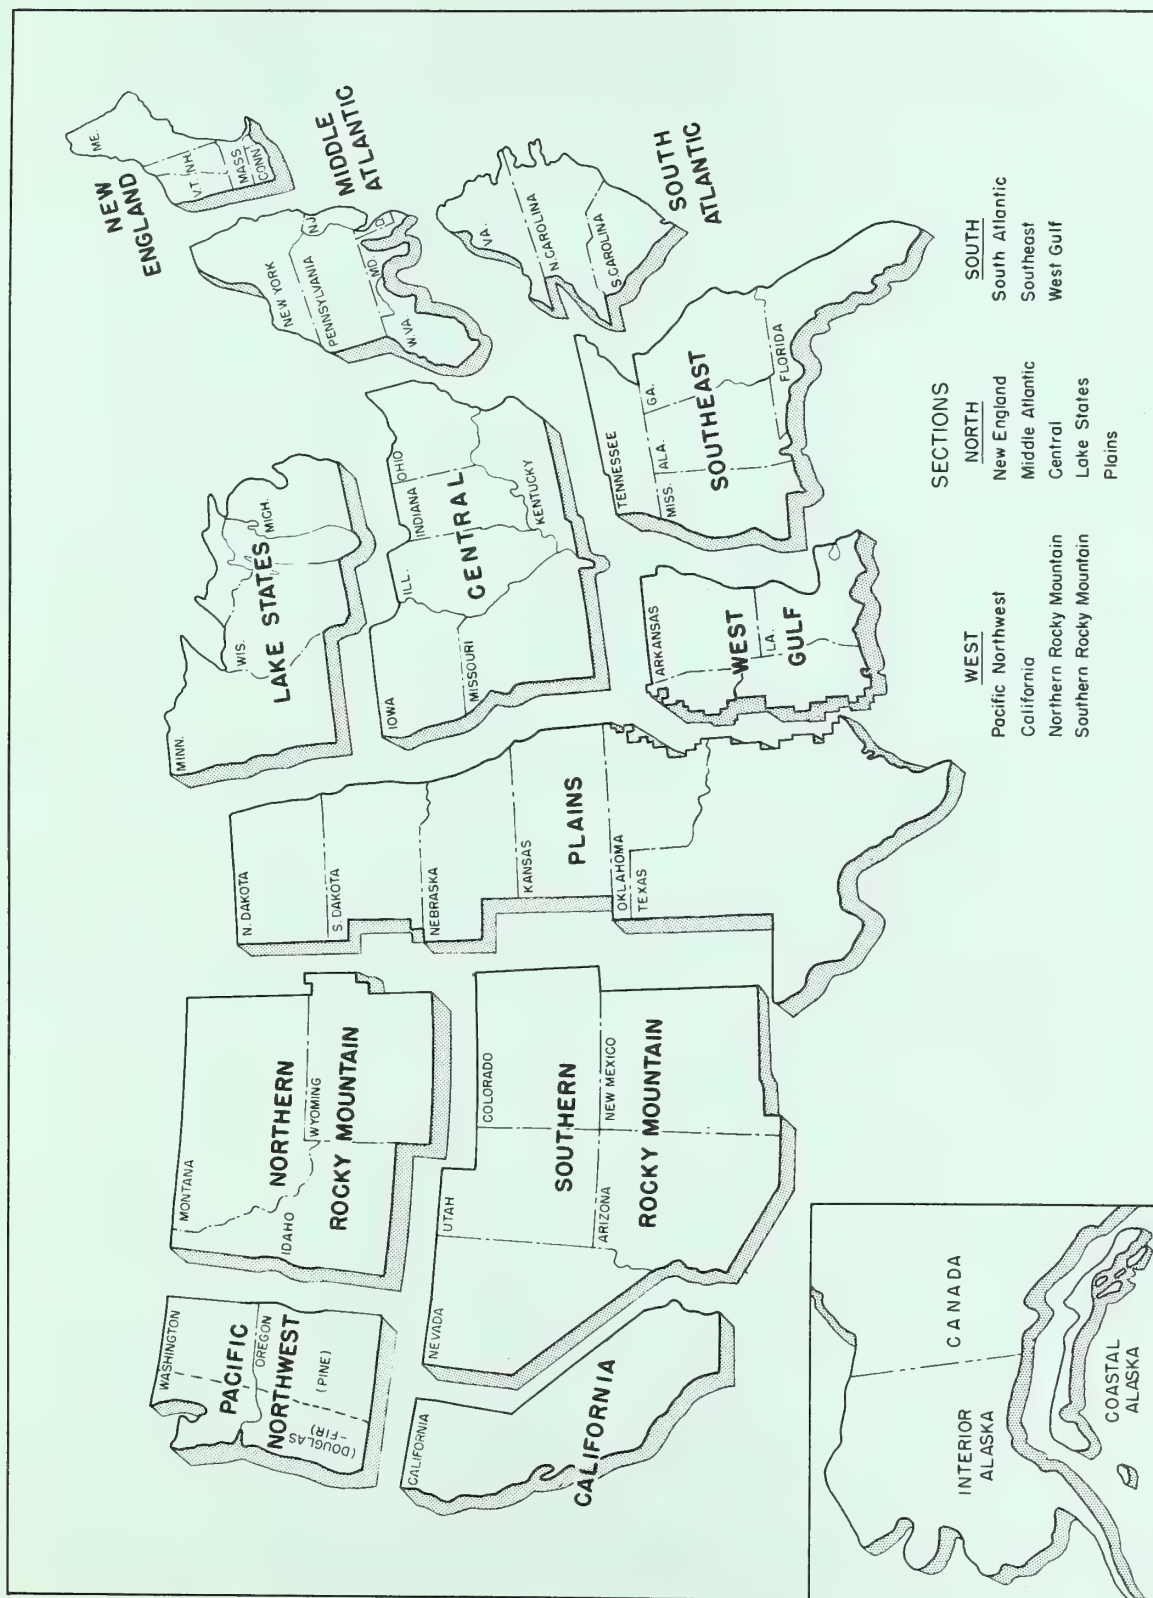 WASHINGTON
PACIFIC
NORTHWEST
OREGON
(DOUGLAS
-FIR)
(PINE)
MONTANA
IDAHO
NORTHERN
ROCKY MOUNTAIN
WYOMING
CALIFORNIA
CALIFORNIA
NEVADA
UTAH
COLORADO
SOUTHERN
ROCKY MOUNTAIN
ARIZONA
NEW MEXICO
N. DAKOTA
S. DAKOTA
NEBRASKA
KANSAS
PLAINS
OKLAHOMA
TEXAS
MINN.
WIS.
MICH.
LAKE STATES
IOWA
ILL.
INDIANA
OHIO
MISSOURI
KENTUCKY
CENTRAL
ARKANSAS
WEST
GULF
LA.
TENNESSEE
MISS.
ALA.
GA.
SOUTHEAST
FLORIDA
NEW
ENGLAND
ME.
V.T.
NH.
MASS
CONN
MIDDLE
ATLANTIC
NEW YORK
PENNSYLVANIA
NJ
MD.
D.
W.VA
VA.
N.CAROLINA
S.CAROLINA
SOUTH
ATLANTIC
INTERIOR
ALASKA
CANADA
COASTAL
ALASKA
SECTIONS
WEST
Pacific Northwest
California
Northern Rocky Mountain
Southern Rocky Mountain
NORTH
New England
Middle Atlantic
Central
Lake States
Plains
SOUTH
South Atlantic
Southeast
West Gulf